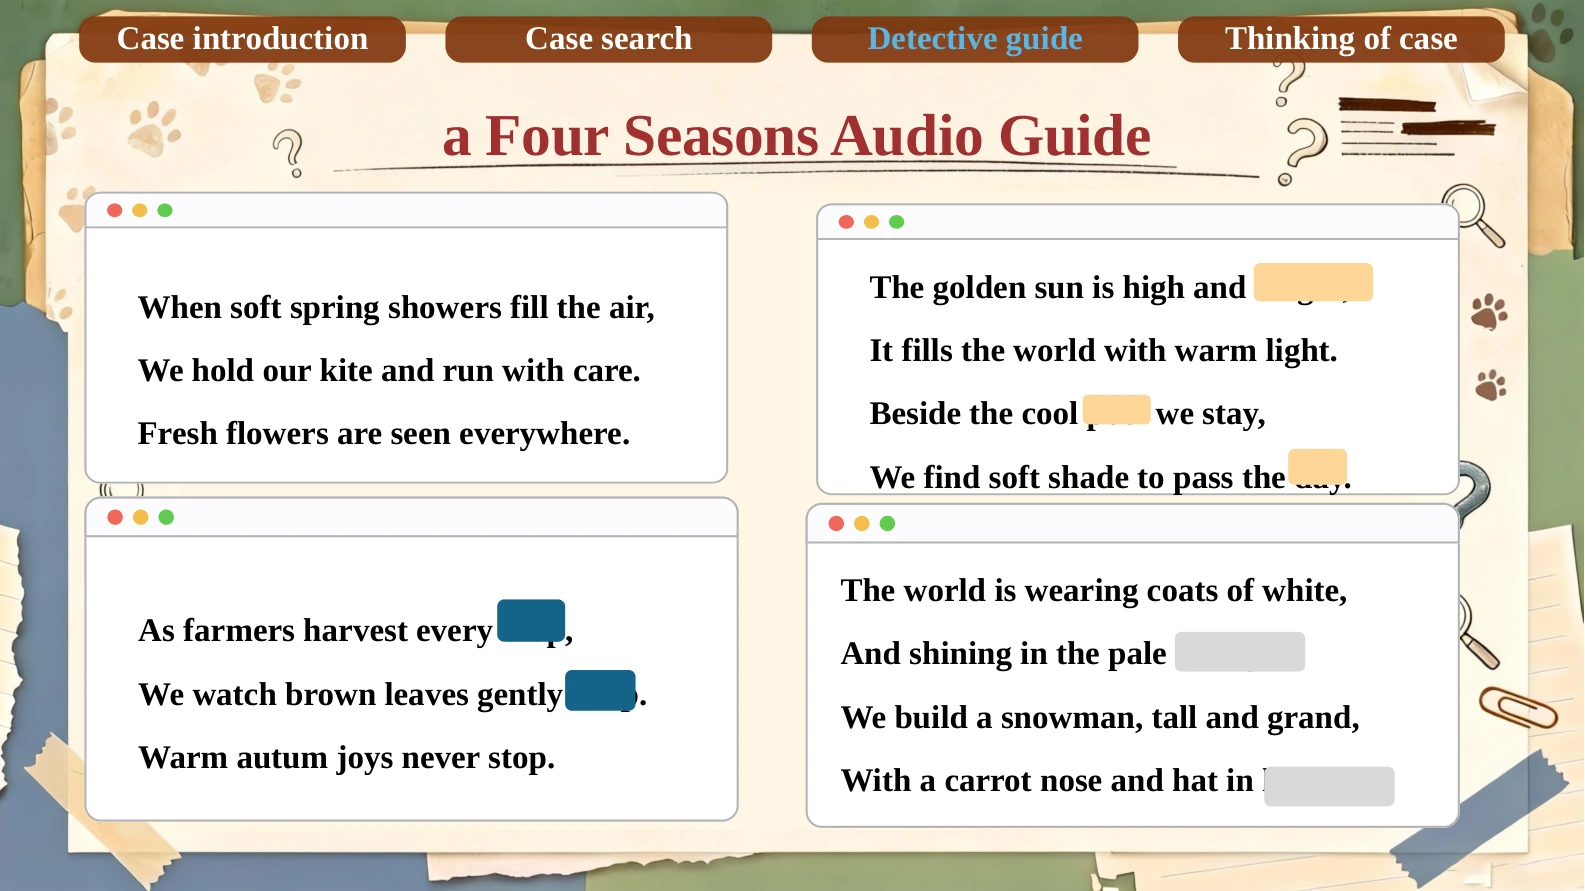 Case introduction
Case search
Detective guide
Thinking of case
a Four Seasons Audio Guide
When soft spring showers fill the air,
We hold our kite and run with care.
Fresh flowers are seen everywhere.
The golden sun is high and
It fills the world with warm light.
Beside the cool we stay,
We find soft shade to pass the day.
As farmers harvest every ,
We watch brown leaves gently .
Warm autum joys never stop.
The world is wearing coats of white,
And shining in the pale
We build a snowman, tall and grand,
With a carrot nose and hat in